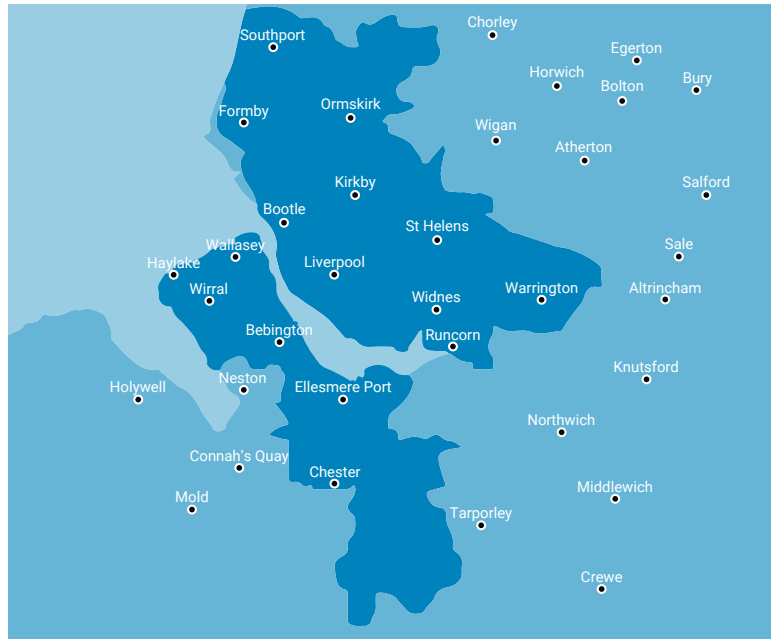 Chorley
Southport
Egerton
Horwich
Bury
Bolton
Ormskirk
Formby
Wigan
Atherton
Kirkby
Salford
Bootle
St Helens
Wallasey
Sale
Haylake
Liverpool
Wirral
Warrington
Altrincham
Widnes
Bebington
Runcorn
Knutsford
Neston
Holywell
Ellesmere Port
Northwich
Connah's Quay
Chester
Middlewich
Mold
Tarporley
Crewe